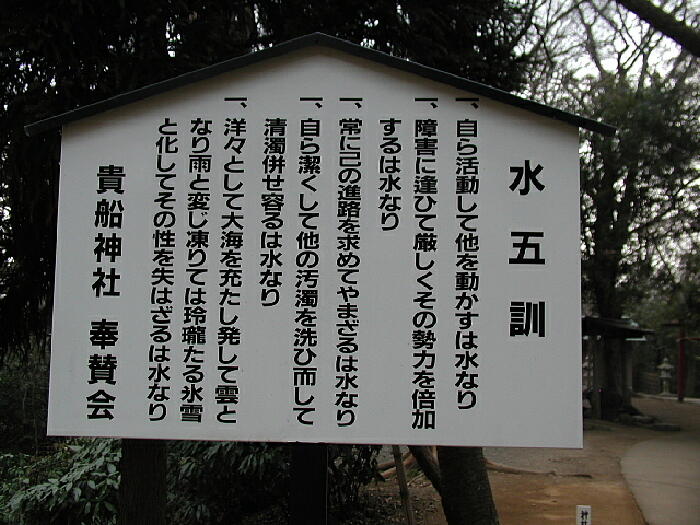 水五訓
一、自ら活動して他を動かすは水なり
一、障害に逢ひて厳しくその勢力を倍加
するは水なり
一、常に己の進路を求めてやまざるは水なり
一、自ら潔くして他の汚濁を洗ひ而して
清濁併せ容るは水なり
一、洋々として大海を充たし発して雲と
なり雨と変じ凍りては玲瓏たる氷雪
と化してその性を失はざるは水なり
貴船神社 奉賛会